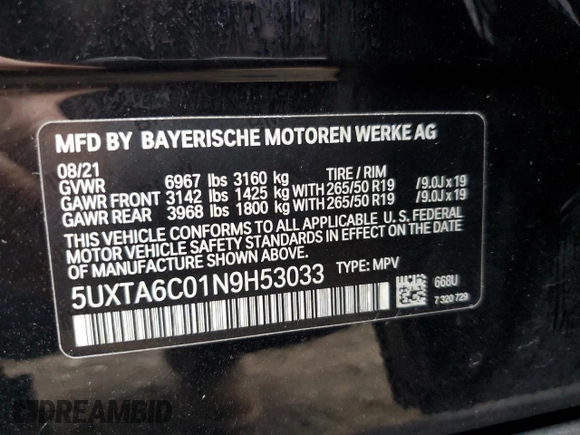 MFD BY BAYERISCHE MOTOREN WERKE AG
08/21 TIRE / RIM
GVWR 6967 lbs 3160 kg
GAWR FRONT 3142 lbs 1425 kg WITH 265/50 R19 /9.0J x 19
GAWR REAR 3968 lbs 1800 kg WITH 265/50 R19 /9.0J x 19
THIS VEHICLE CONFORMS TO ALL APPLICABLE U. S. FEDERAL
MOTOR VEHICLE SAFETY STANDARDS IN EFFECT ON THE DATE OF
MANUFACTURE SHOWN ABOVE.
5UXTA6C01N9H53033 TYPE: MPV
668U
7 320 729
DREAMBID